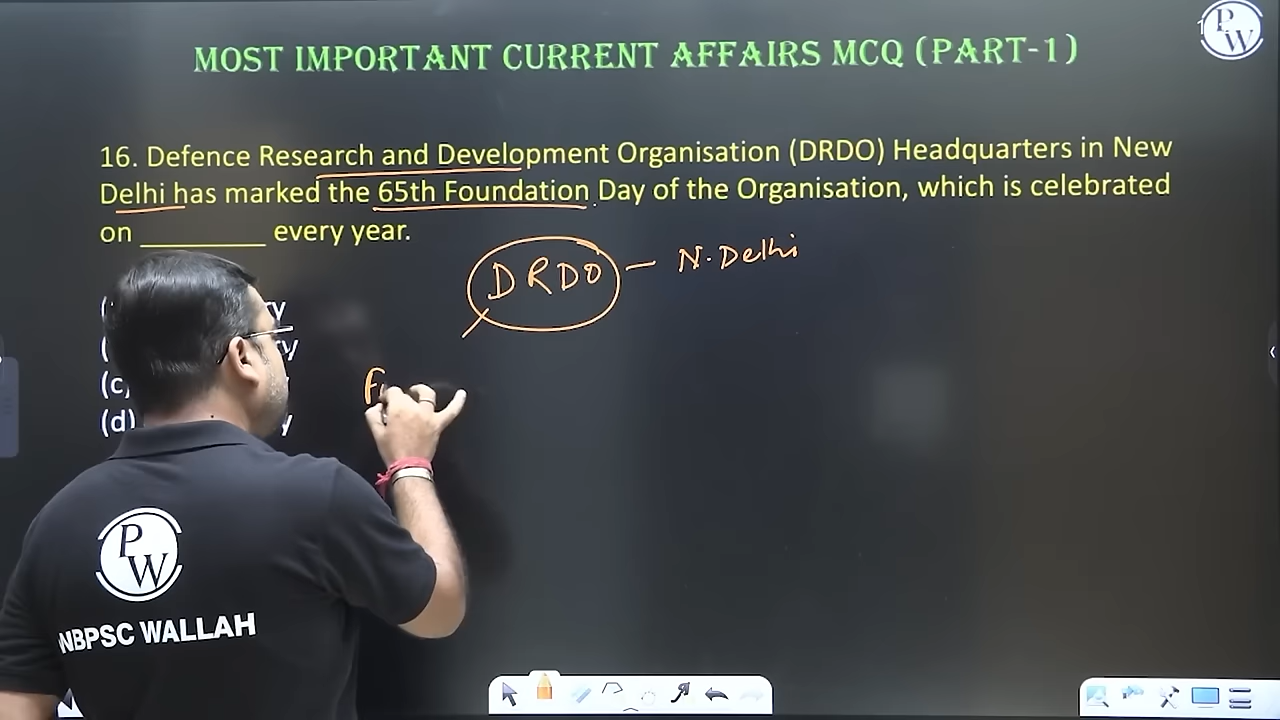 PW
MOST IMPORTANT CURRENT AFFAIRS MCQ (PART-1)
16. Defence Research and Development Organisation (DRDO) Headquarters in New
Delhi has marked the 65th Foundation Day of the Organisation, which is celebrated
on ________ every year.
DRDO — N. Delhi
(c)
(d)
PW
NBPSC WALLAH